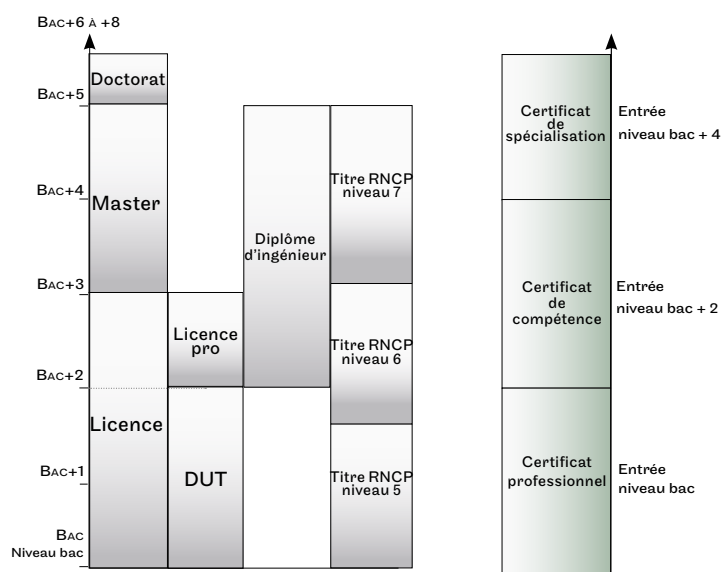 BAC+6 À +8
Doctorat
BAC+5
BAC+4
Master
BAC+3
BAC+2
Licence
BAC+1
BAC
Niveau bac
Licence
pro
DUT
Diplôme
d'ingénieur
Titre RNCP
niveau 7
Titre RNCP
niveau 6
Titre RNCP
niveau 5
Certificat
de
spécialisation
Entrée
niveau bac + 4
Certificat
de
compétence
Entrée
niveau bac + 2
Certificat
professionnel
Entrée
niveau bac